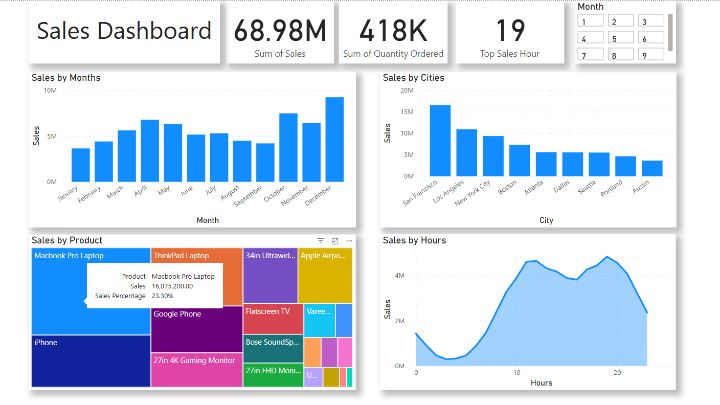 Sales Dashboard
68.98M
Sum of Sales
418K
Sum of Quantity Ordered
19
Top Sales Hour
Month
1 2 3
4 5 6
7 8 9
Sales by Months
Sales
10M
5M
0M
January February March April May June July August September October November December
Month
Sales by Cities
Sales
20M
15M
10M
5M
0M
San Francisco Los Angeles New York City Boston Atlanta Dallas Seattle Portland Austin
City
Sales by Product
Macbook Pro Laptop
ThinkPad Laptop
34in Ultrawid...
Apple Airpo...
Product Macbook Pro Laptop
Sales 16,075,200.00
Sales Percentage 23.30%
Google Phone
Flatscreen TV
Varee...
iPhone
Bose SoundSp...
27in 4K Gaming Monitor
27in FHD Moni...
U...
Sales by Hours
Sales
4M
2M
0M
0 10 20
Hours